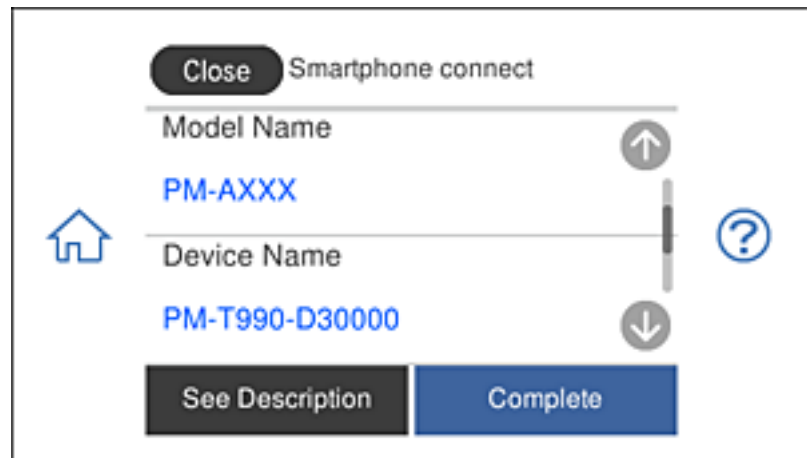 Close Smartphone connect
Model Name
PM-AXXX
Device Name
PM-T990-D30000
See Description Complete